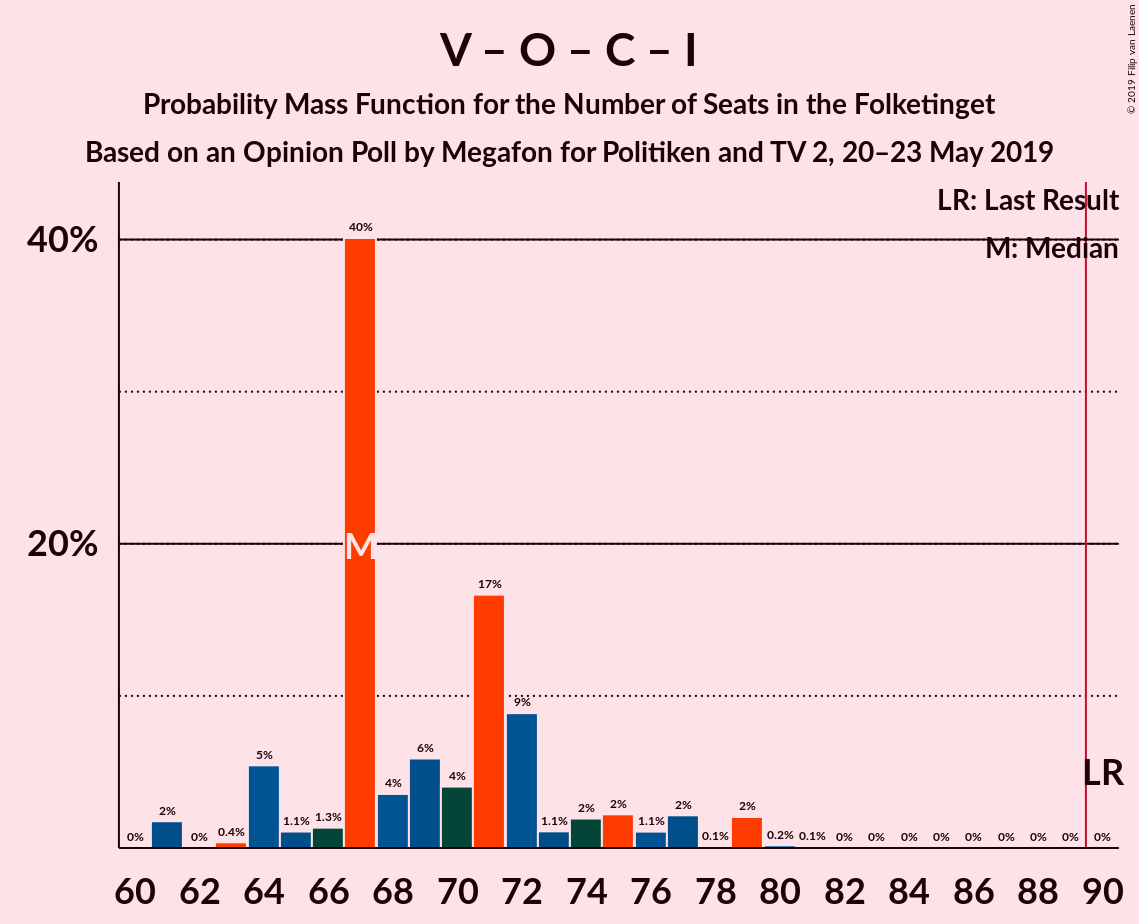 V – O – C – I
Probability Mass Function for the Number of Seats in the Folketinget
Based on an Opinion Poll by Megafon for Politiken and TV 2, 20–23 May 2019
© 2019 Filip van Laenen
LR: Last Result
M: Median
40%
20%
0% 2% 0% 0.4% 5% 1.1% 1.3% 40% 4% 6% 4% 17% 9% 1.1% 2% 2% 1.1% 2% 0.1% 2% 0.2% 0.1% 0% 0% 0% 0% 0% 0% 0% 0% 0%
M
LR
60 62 64 66 68 70 72 74 76 78 80 82 84 86 88 90